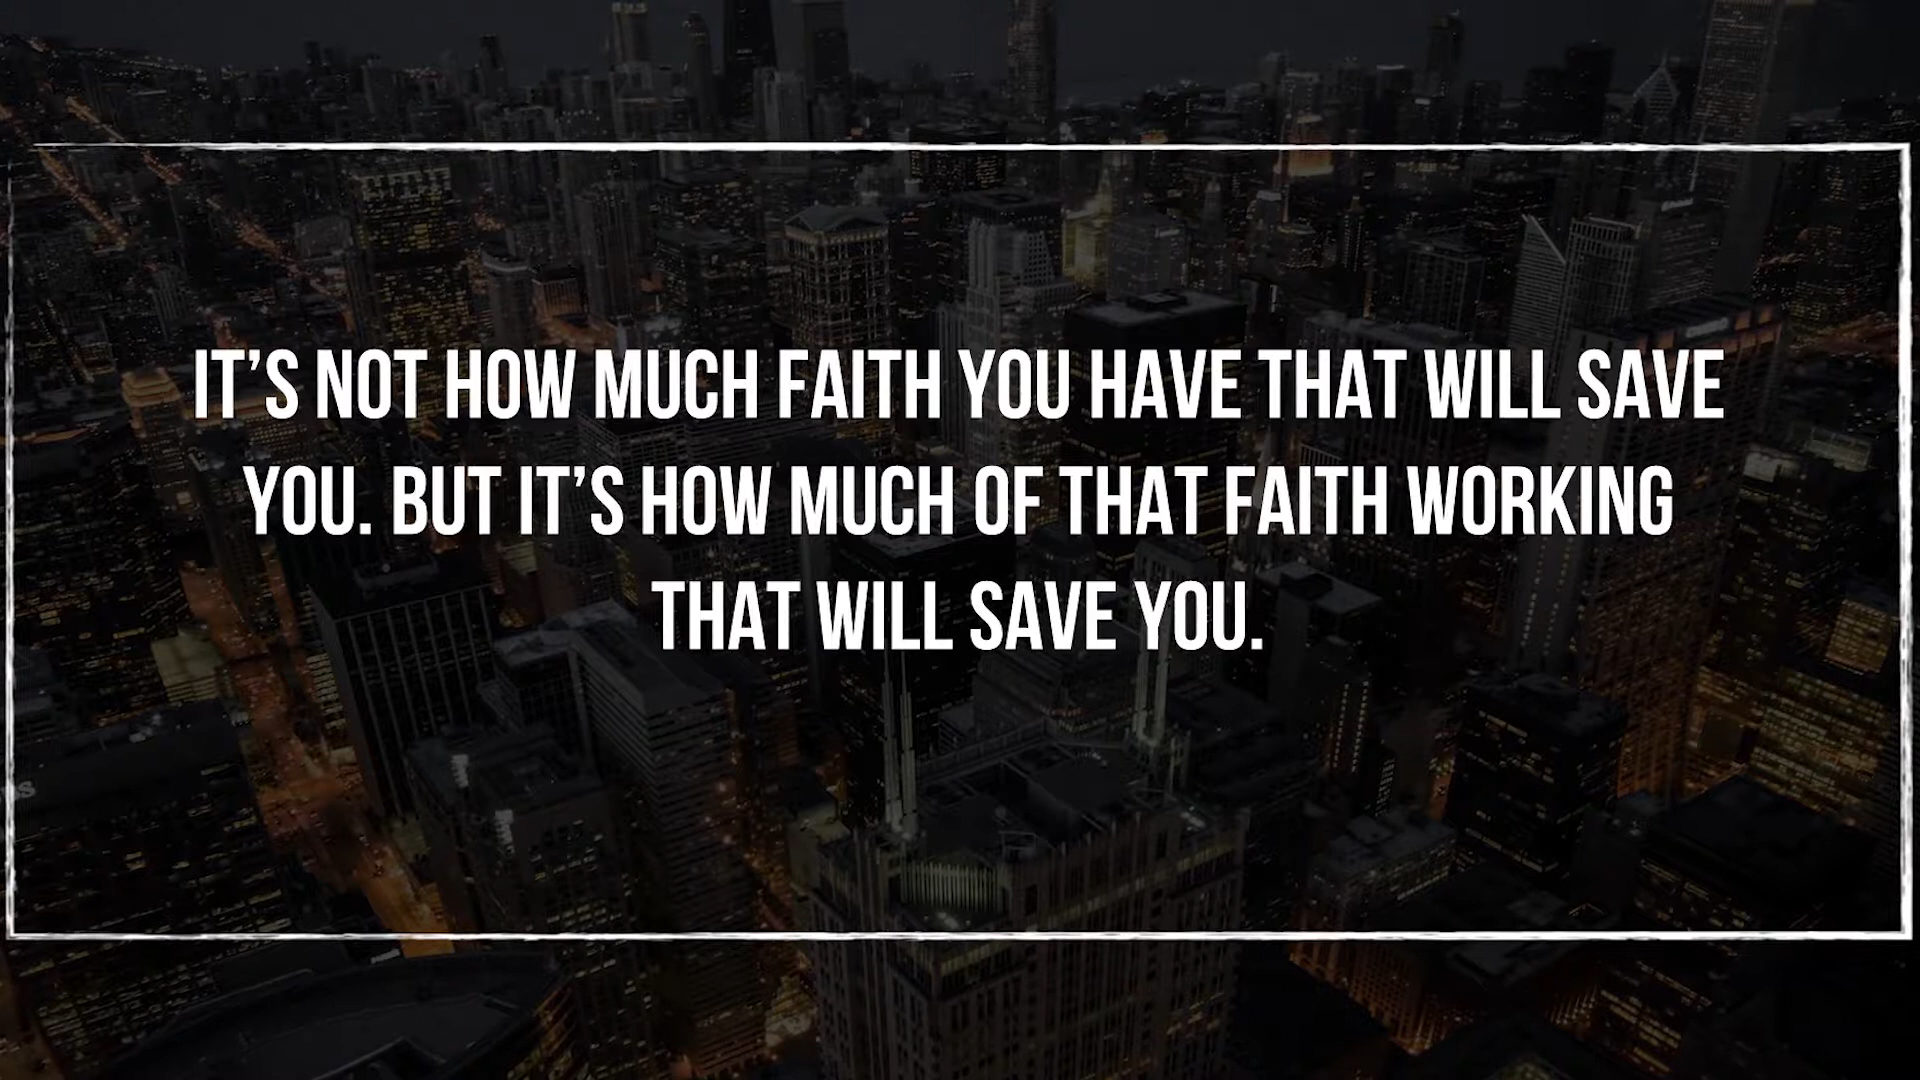 IT’S NOT HOW MUCH FAITH YOU HAVE THAT WILL SAVE
YOU. BUT IT’S HOW MUCH OF THAT FAITH WORKING
THAT WILL SAVE YOU.